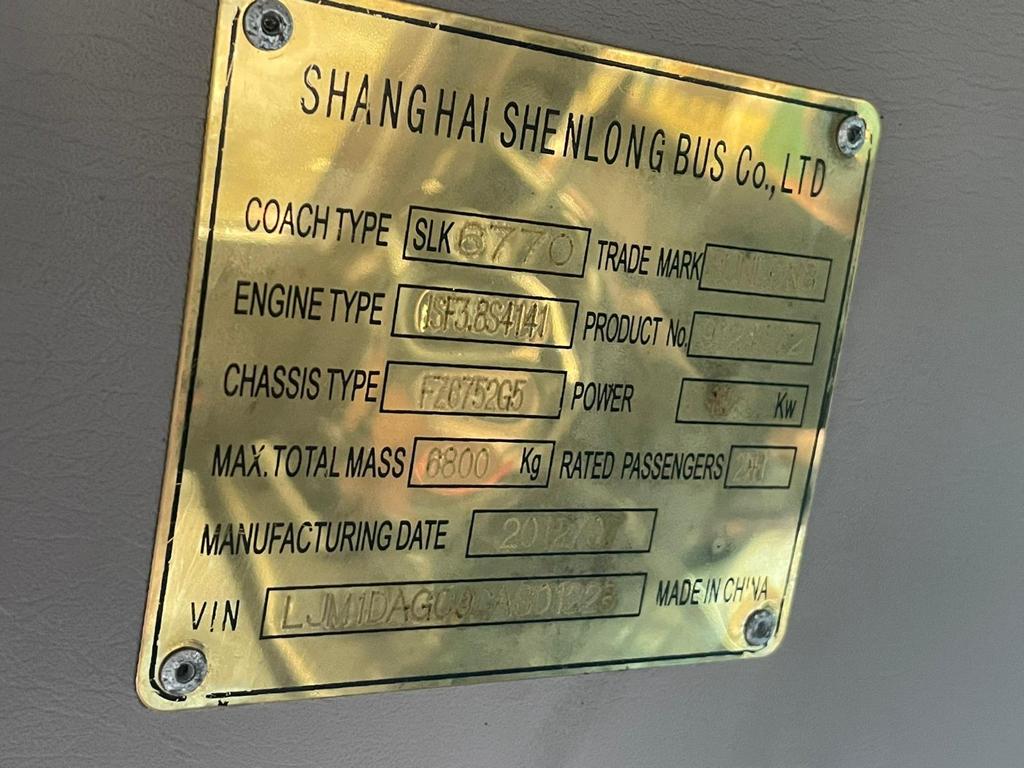 SHANGHAI SHENLONG BUS Co.,LTD
COACH TYPE SLK6770 TRADE MARK
ENGINE TYPE ISF3.8S4141 PRODUCT No.
CHASSIS TYPE FZ6752G5 POWER Kw
MAX. TOTAL MASS 6800 Kg RATED PASSENGERS
MANUFACTURING DATE
VIN MADE IN CHINA